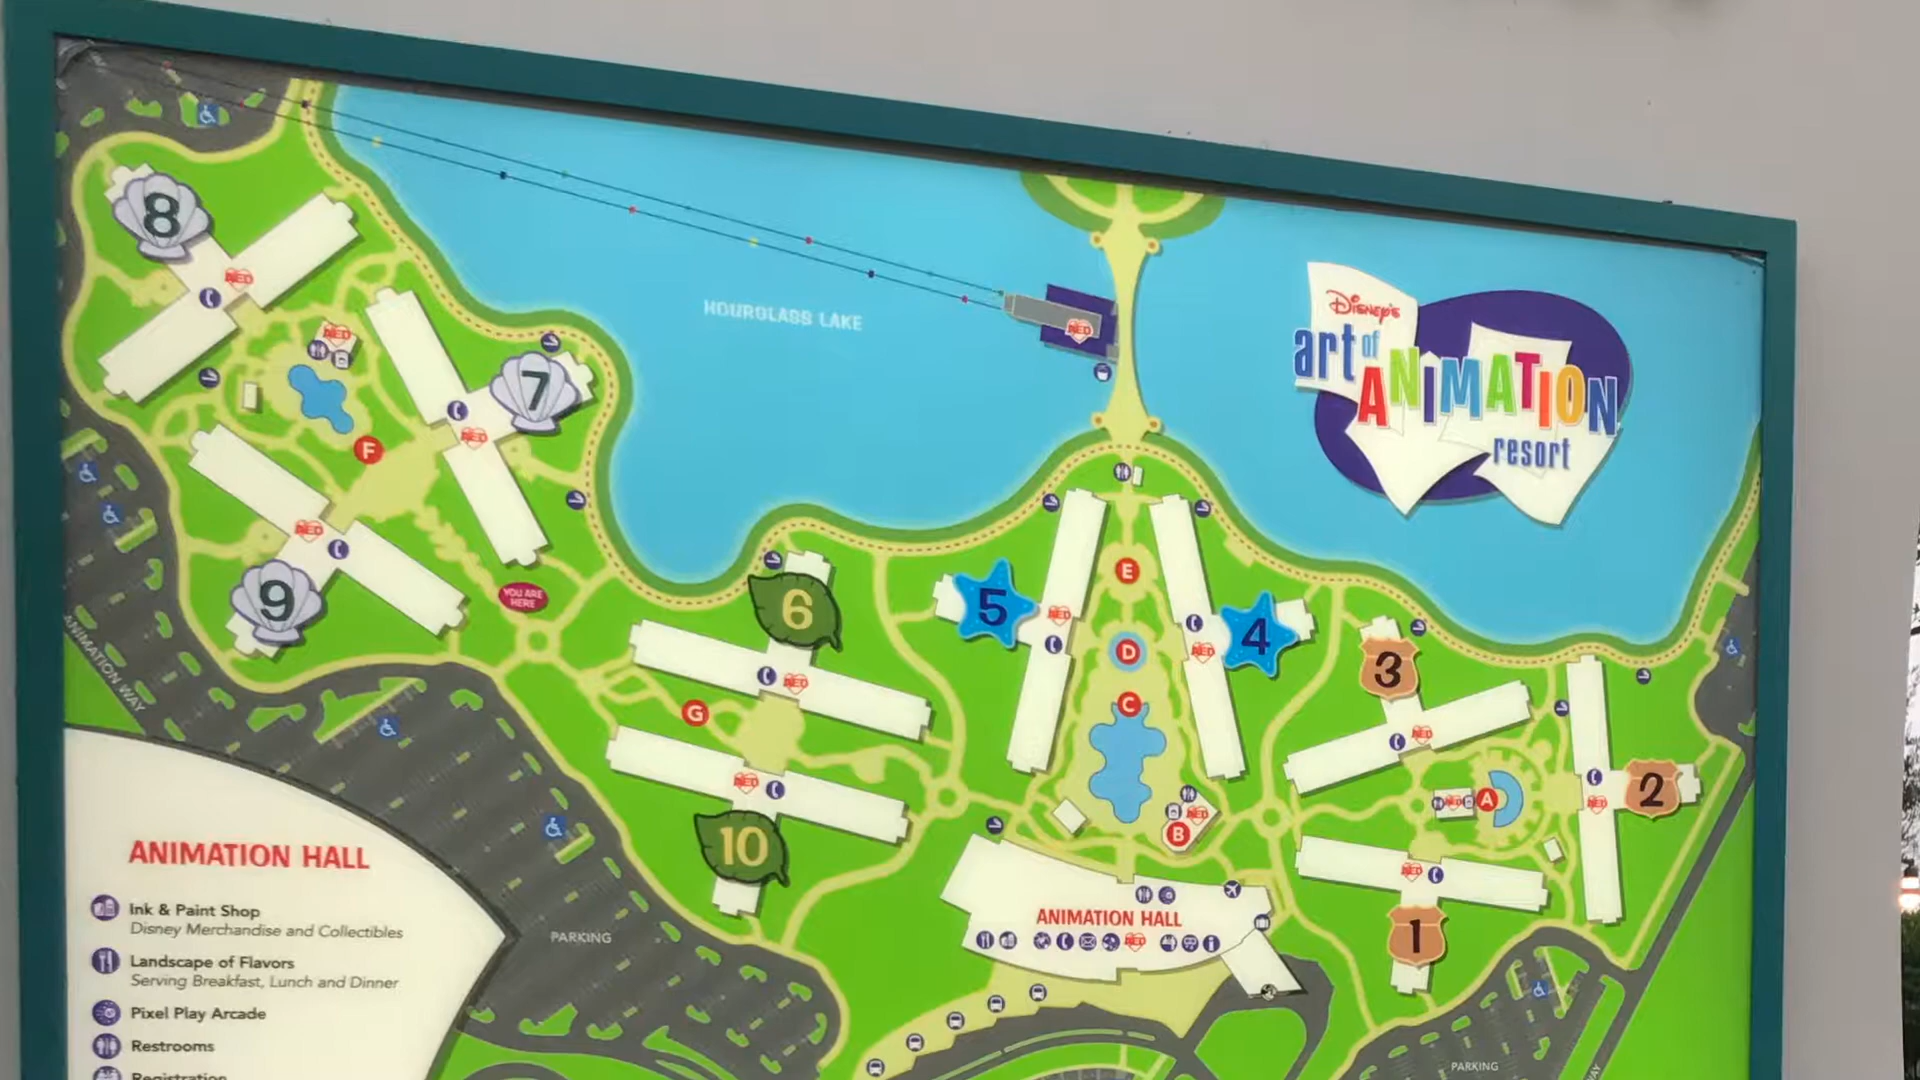 8
HOURGLASS LAKE
DISNEY'S
art of
ANIMATION
resort
7
F
9
YOU ARE
HERE
6
5
E
4
D
3
C
G
A
2
B
10
1
ANIMATION WAY
ANIMATION HALL
PARKING
ANIMATION HALL
Ink & Paint Shop
Disney Merchandise and Collectibles
Landscape of Flavors
Serving Breakfast, Lunch and Dinner
Pixel Play Arcade
Restrooms
Registration
PARKING